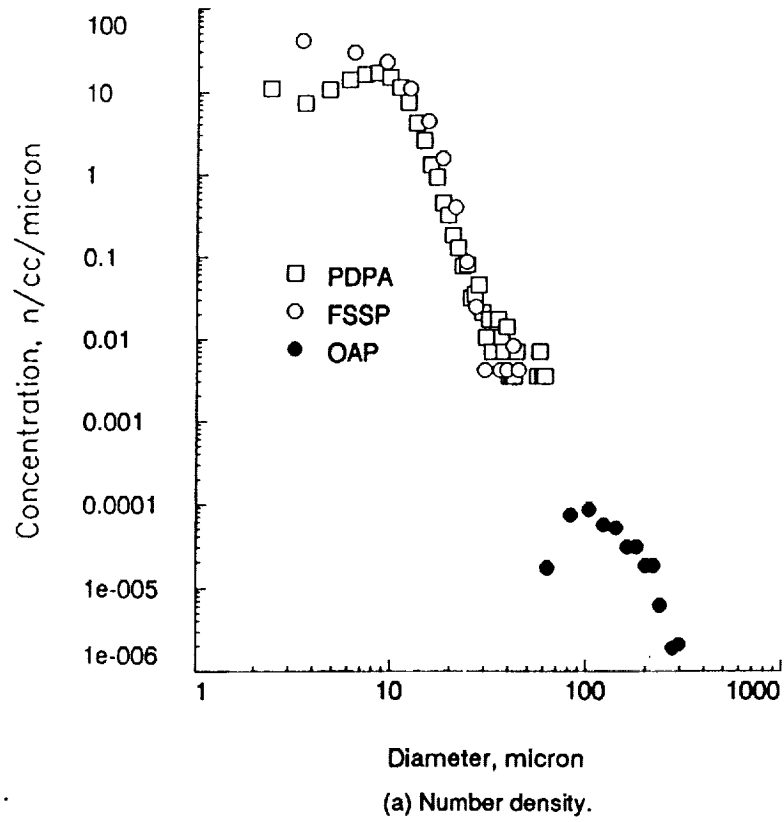 100
10
1
0.1
0.01
0.001
0.0001
1e-005
1e-006
Concentration, n/cc/micron
PDPA
FSSP
OAP
1 10 100 1000
Diameter, micron
(a) Number density.